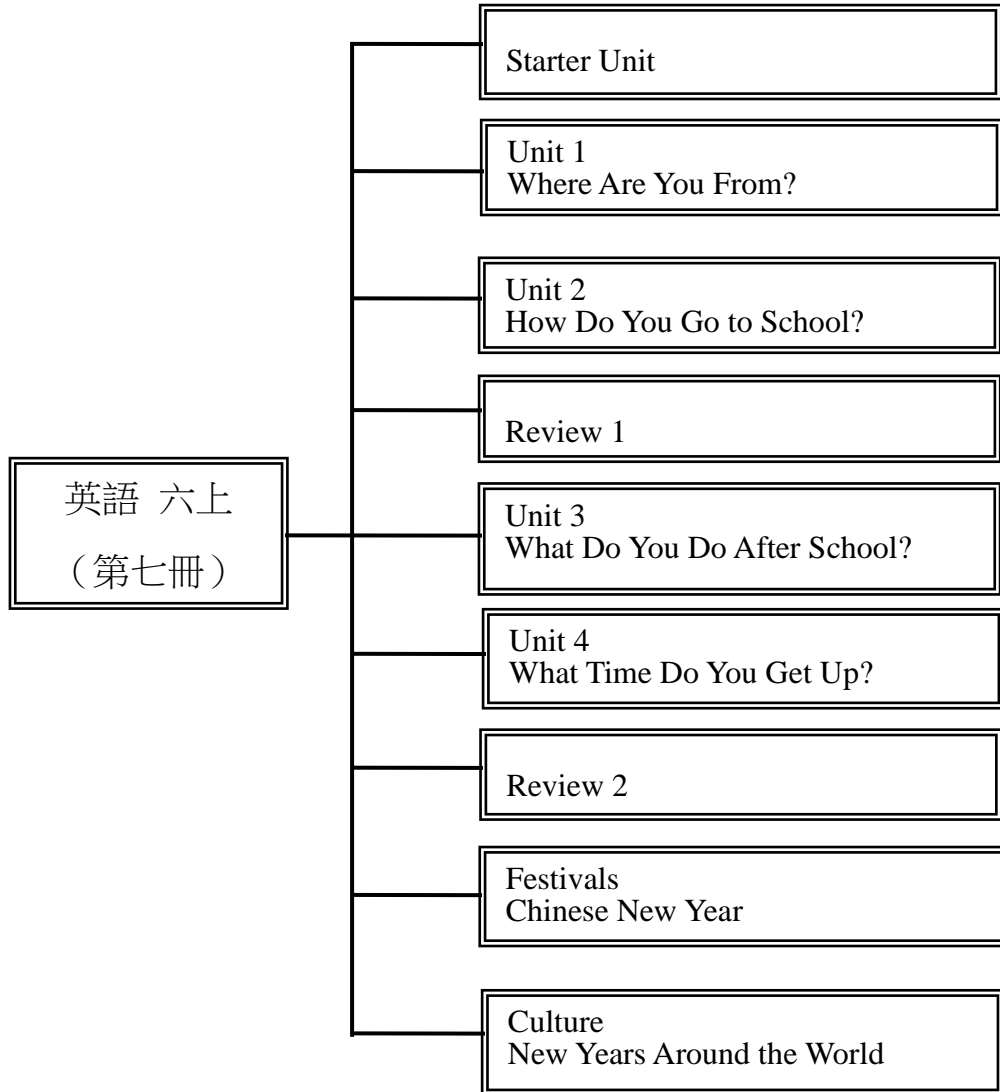 英語 六上
（第七冊）
Starter Unit
Unit 1
Where Are You From?
Unit 2
How Do You Go to School?
Review 1
Unit 3
What Do You Do After School?
Unit 4
What Time Do You Get Up?
Review 2
Festivals
Chinese New Year
Culture
New Years Around the World